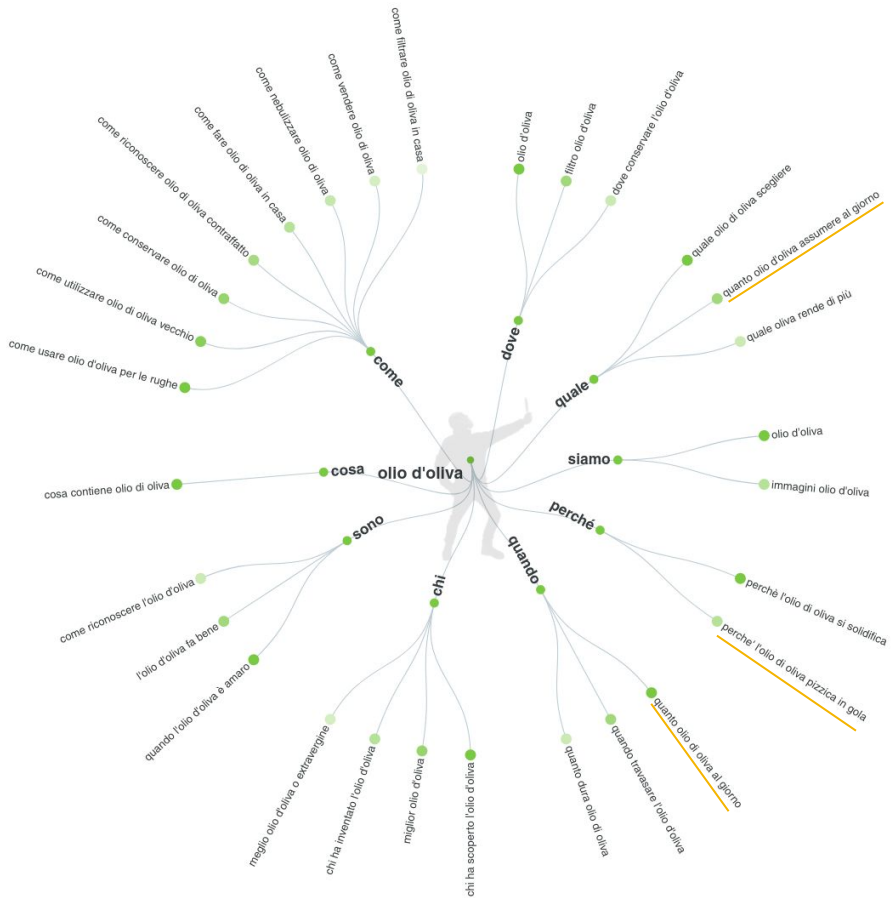 olio d'oliva
dove
olio d'oliva
filtro olio d'oliva
dove conservare l'olio d'oliva
quale
quale olio di oliva scegliere
quanto olio d'oliva assumere al giorno
quale oliva rende di più
siamo
olio d'oliva
immagini olio d'oliva
perché
perchè l'olio di oliva si solidifica
perche' l'olio di oliva pizzica in gola
quando
quanto olio di oliva al giorno
quando travasare l'olio d'oliva
quanto dura olio di oliva
chi
chi ha scoperto l'olio d'oliva
miglior olio d'oliva
chi ha inventato l'olio d'oliva
meglio olio d'oliva o extravergine
sono
quando l'olio d'oliva è amaro
l'olio d'oliva fa bene
come riconoscere l'olio d'oliva
cosa
cosa contiene olio di oliva
come
come usare olio d'oliva per le rughe
come utilizzare olio di oliva vecchio
come conservare olio di oliva
come riconoscere olio di oliva contraffatto
come fare olio di oliva in casa
come nebulizzare olio di oliva
come vendere olio di oliva
come filtrare olio di oliva in casa